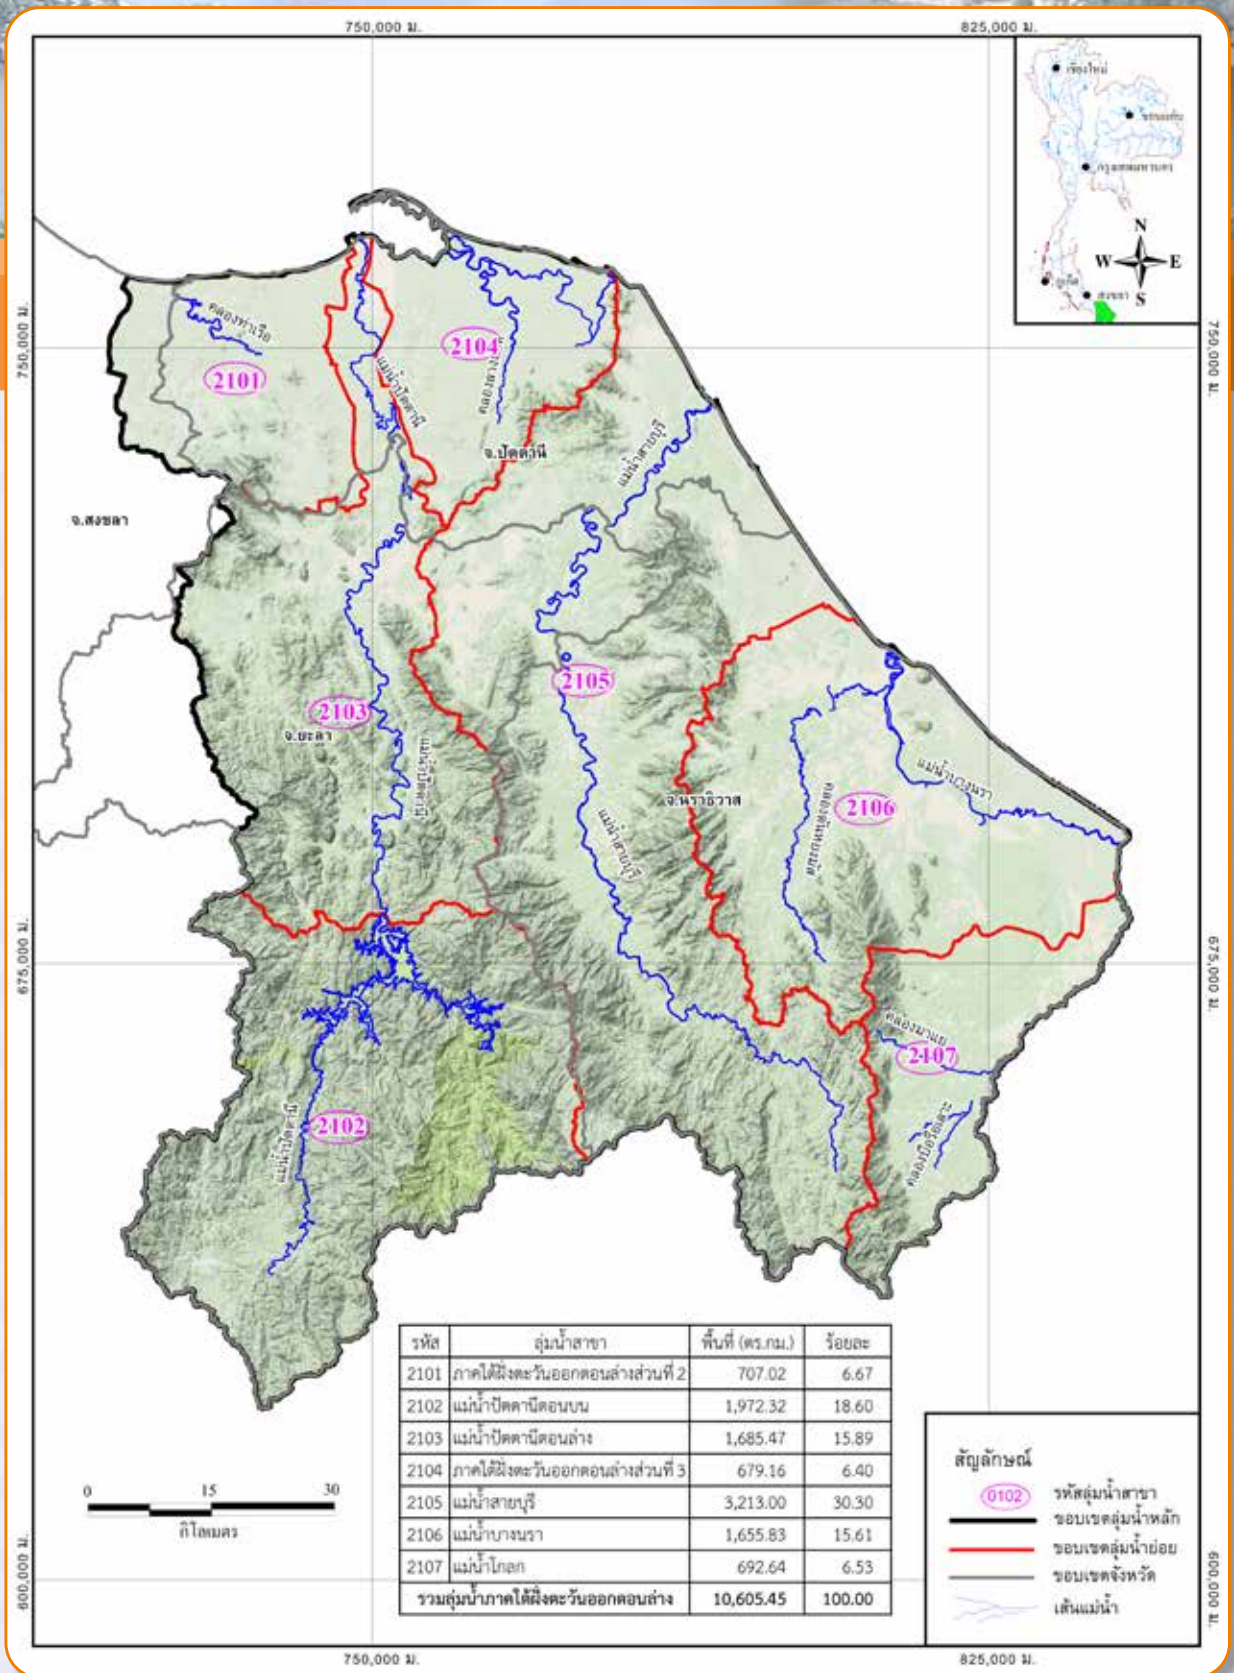 750,000 ม.
825,000 ม.
เชียงใหม่
ขอนแก่น
กรุงเทพมหานคร
ภูเก็ต
สงขลา
N
W
E
S
750,000 ม.
750,000 ม.
คลองท่าเรือ
2101
2104
แม่น้ำปัตตานี
จ.ปัตตานี
แม่น้ำสายบุรี
จ.สงขลา
2105
2103
จ.ยะลา
แม่น้ำปัตตานี
แม่น้ำบางนรา
จ.นราธิวาส
2106
คลองตันหยงมัส
แม่น้ำสายบุรี
675,000 ม.
675,000 ม.
2107
2102
แม่น้ำปัตตานี
รหัส ลุ่มน้ำสาขา พื้นที่ (ตร.กม.) ร้อยละ
2101 ภาคใต้ฝั่งตะวันออกตอนล่างส่วนที่ 2 707.02 6.67
2102 แม่น้ำปัตตานีตอนบน 1,972.32 18.60
2103 แม่น้ำปัตตานีตอนล่าง 1,685.47 15.89
2104 ภาคใต้ฝั่งตะวันออกตอนล่างส่วนที่ 3 679.16 6.40
2105 แม่น้ำสายบุรี 3,213.00 30.30
2106 แม่น้ำบางนรา 1,655.83 15.61
2107 แม่น้ำโกลก 692.64 6.53
รวมลุ่มน้ำภาคใต้ฝั่งตะวันออกตอนล่าง 10,605.45 100.00
0 15 30
กิโลเมตร
สัญลักษณ์
0102 รหัสลุ่มน้ำสาขา
ขอบเขตลุ่มน้ำหลัก
ขอบเขตลุ่มน้ำย่อย
ขอบเขตจังหวัด
เส้นแม่น้ำ
600,000 ม.
600,000 ม.
750,000 ม.
825,000 ม.